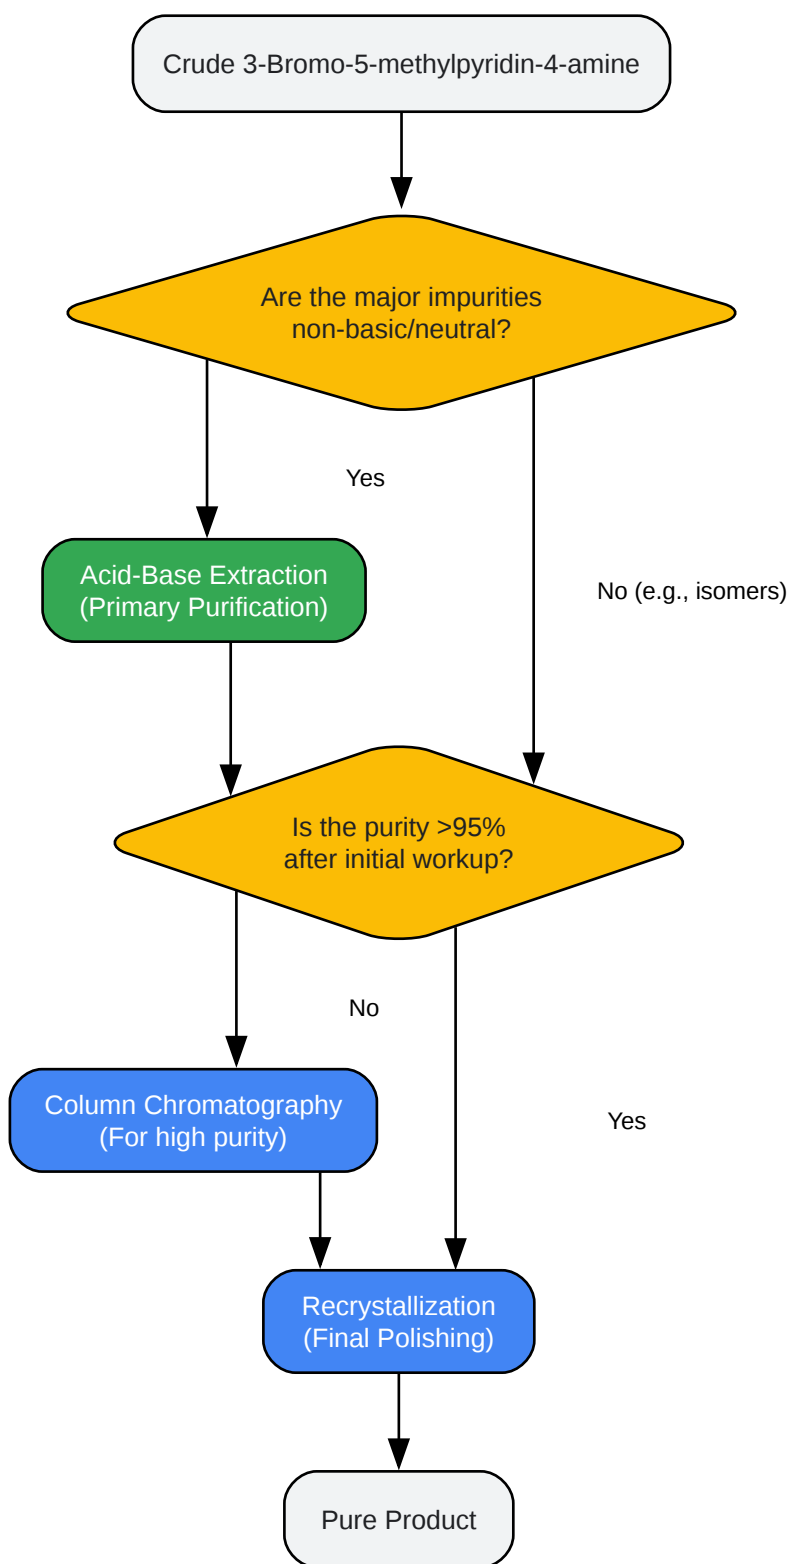 Crude 3-Bromo-5-methylpyridin-4-amine
Are the major impurities
non-basic/neutral?
Yes
Acid-Base Extraction
(Primary Purification)
No (e.g., isomers)
Is the purity >95%
after initial workup?
No
Column Chromatography
(For high purity)
Yes
Recrystallization
(Final Polishing)
Pure Product